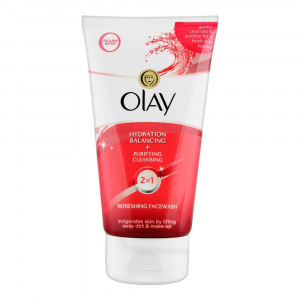 OLAY
HYDRATION
BALANCING
+
PURIFYING
CLEANSING
2in1
REFRESHING FACEWASH
invigorates skin by lifting
away dirt & make-up